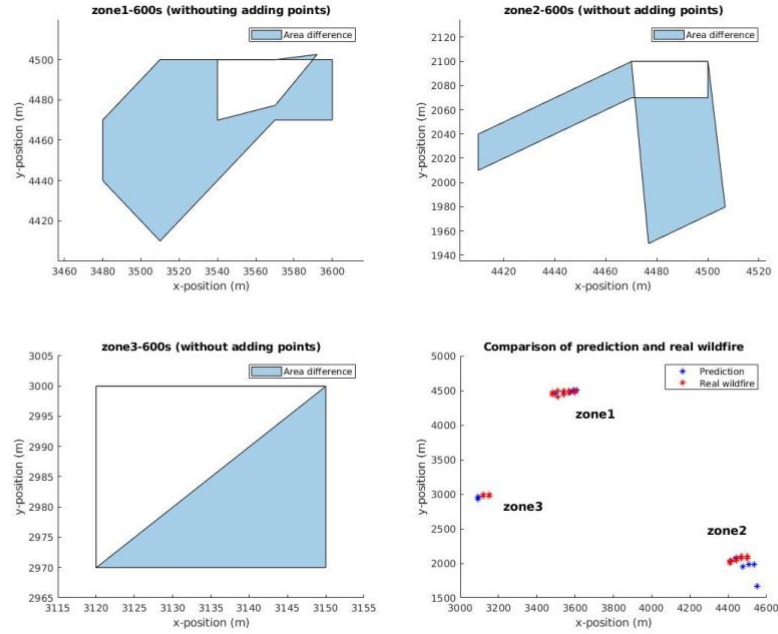 zone1-600s (withouting adding points)
Area difference
y-position (m)
4500
4480
4460
4440
4420
3460 3480 3500 3520 3540 3560 3580 3600
x-position (m)
zone2-600s (without adding points)
Area difference
y-position (m)
2120
2100
2080
2060
2040
2020
2000
1980
1960
1940
4420 4440 4460 4480 4500 4520
x-position (m)
zone3-600s (without adding points)
Area difference
y-position (m)
3005
3000
2995
2990
2985
2980
2975
2970
2965
3115 3120 3125 3130 3135 3140 3145 3150 3155
x-position (m)
Comparison of prediction and real wildfire
Prediction
Real wildfire
y-position (m)
5000
4500
4000
3500
3000
2500
2000
1500
zone1
zone3
zone2
3000 3200 3400 3600 3800 4000 4200 4400 4600
x-position (m)